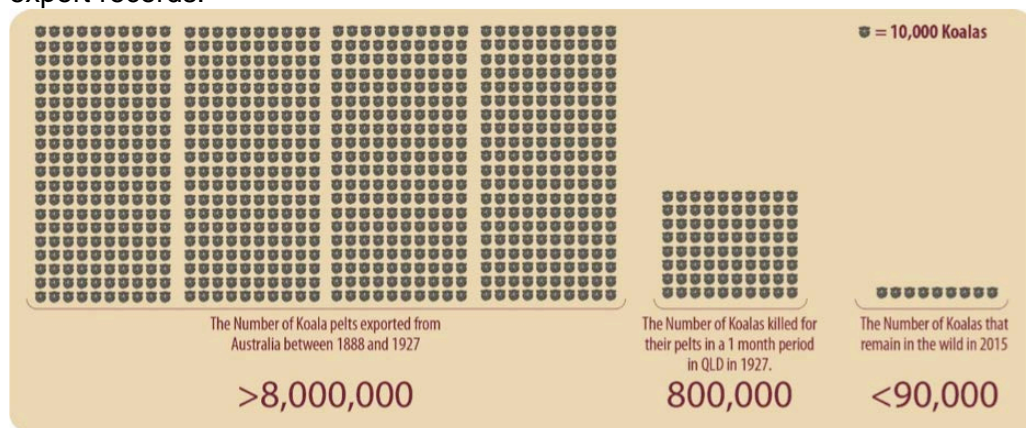 export records.
= 10,000 Koalas
The Number of Koala pelts exported from
Australia between 1888 and 1927
>8,000,000
The Number of Koalas killed for
their pelts in a 1 month period
in QLD in 1927.
800,000
The Number of Koalas that
remain in the wild in 2015
<90,000